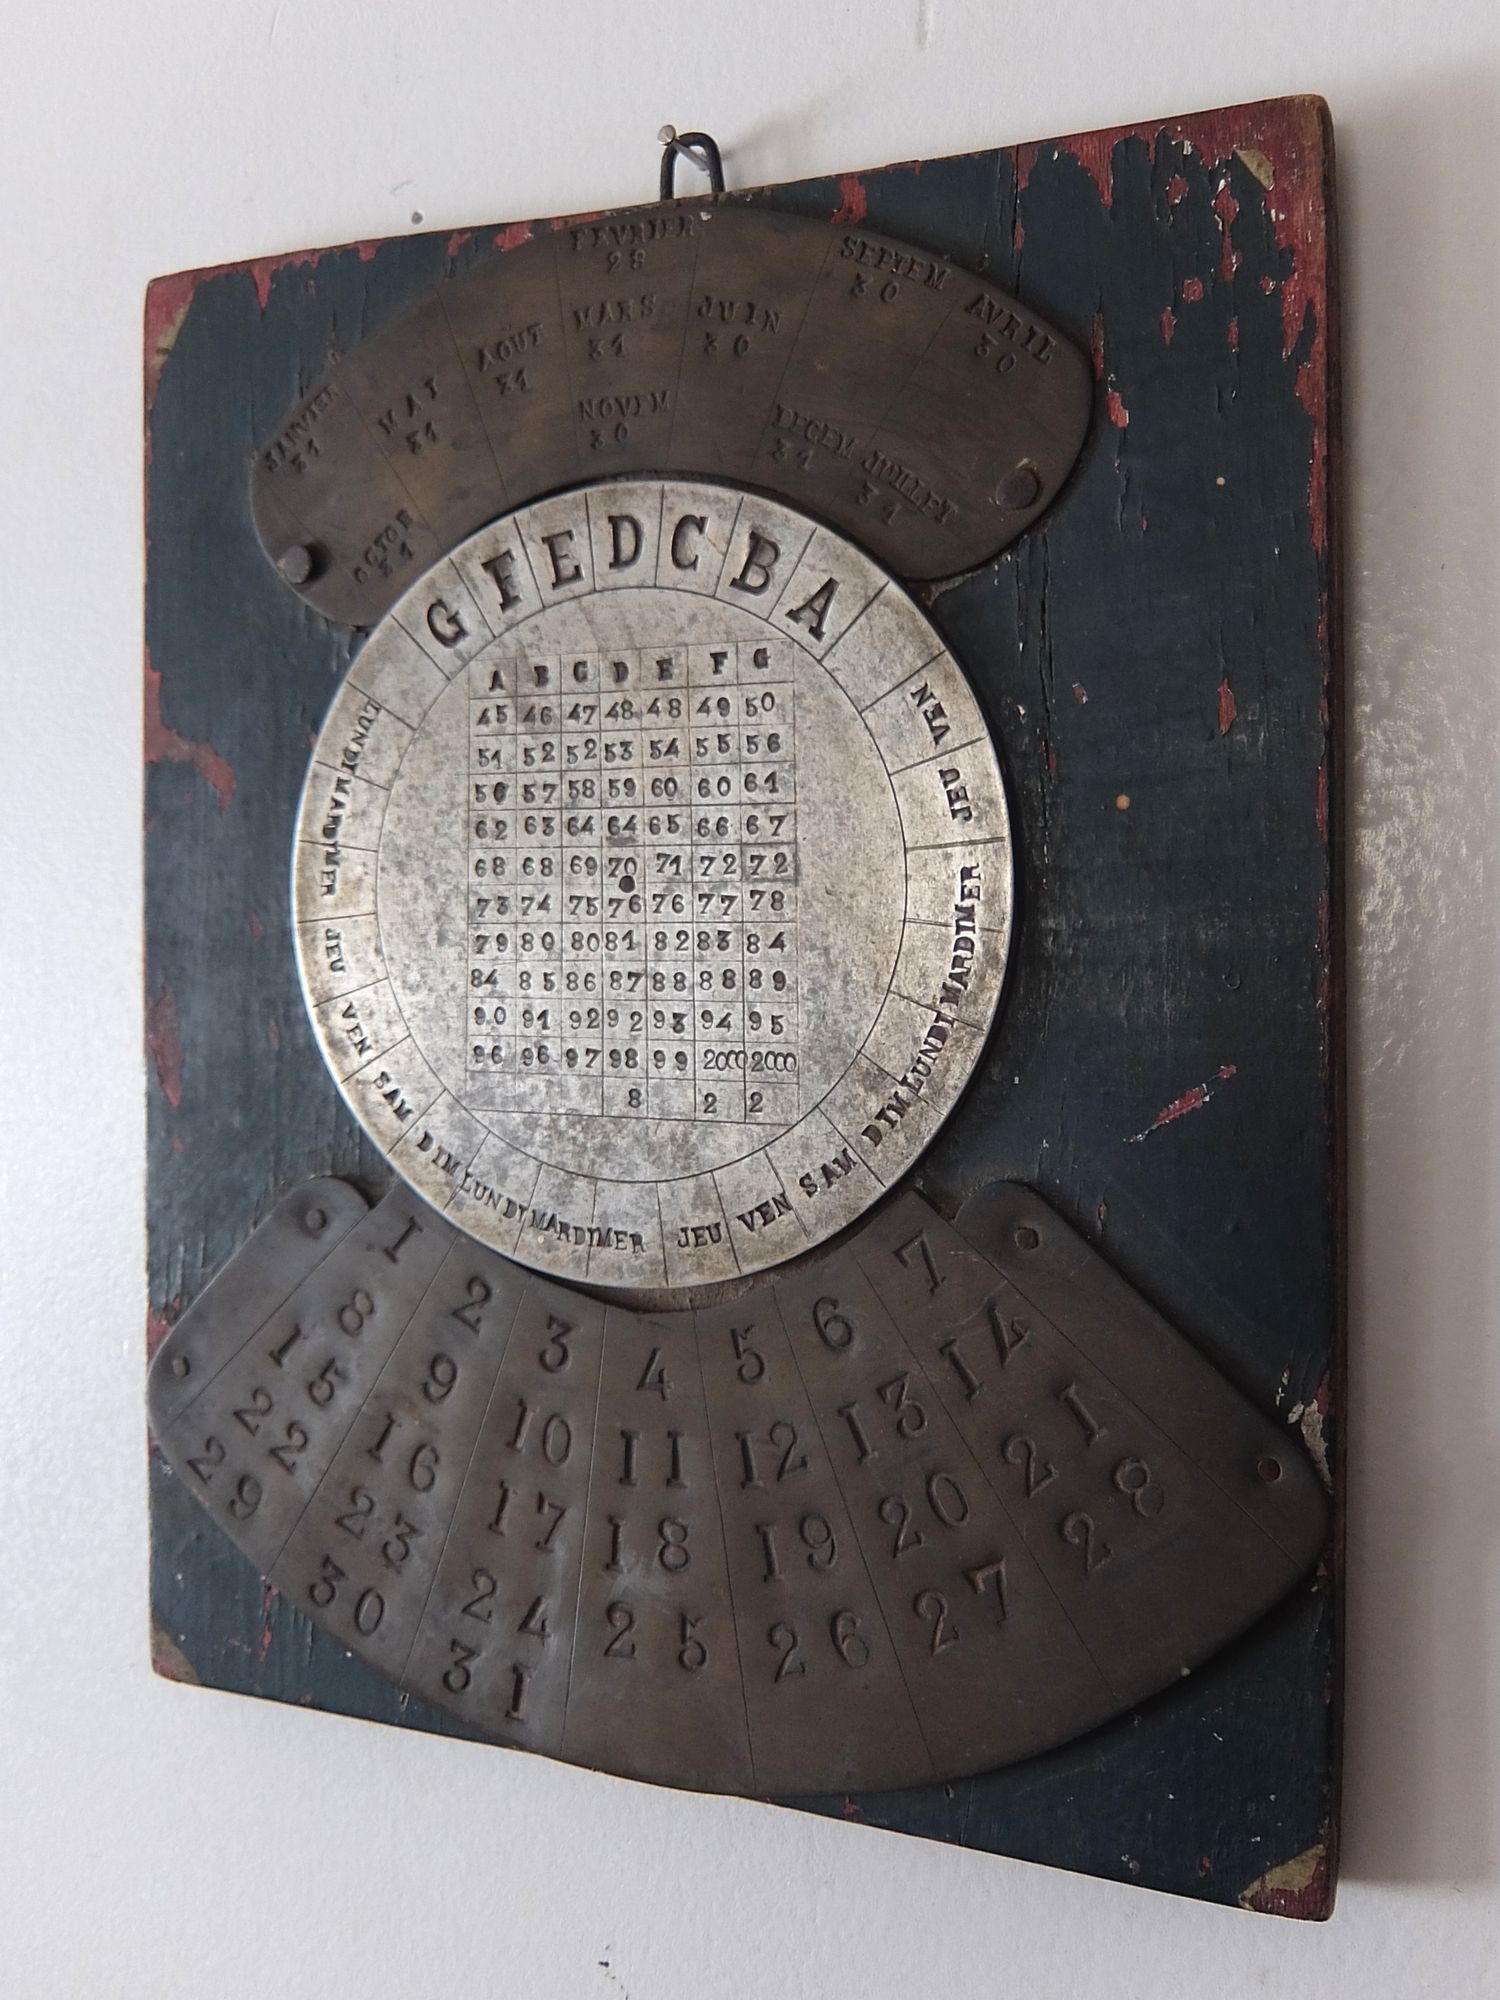 FEVRIER
28
SEPTEM
30
AVRIL
30
MARS
31
JUIN
30
AOUT
31
MAI
31
JANVIER
31
NOVEM
30
DECEM
31
JUILLET
31
OCTOB
31
G F E D C B A
A B C D E F G
45 46 47 48 48 49 50
51 52 52 53 54 55 56
56 57 58 59 60 60 61
62 63 64 64 65 66 67
68 68 69 70 71 72 72
73 74 75 76 76 77 78
79 80 80 81 82 83 84
84 85 86 87 88 88 89
90 91 92 92 93 94 95
96 96 97 98 99 2000 2000
8 2 2
LUNDI MARDI MER JEU VEN SAM DIM LUNDI MARDI MER JEU VEN SAM DIM LUNDI MARDI MER JEU VEN
1 2 3 4 5 6 7
8 9 10 11 12 13 14
15 16 17 18 19 20 21
22 23 24 25 26 27 28
29 30 31